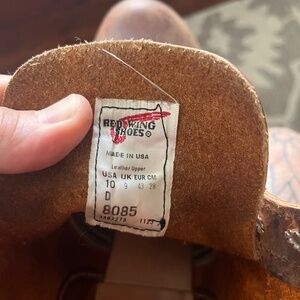 RED WING
SHOES
MADE IN USA
Leather Upper
USA UK EUR CM
10 9 43 28
D
8085